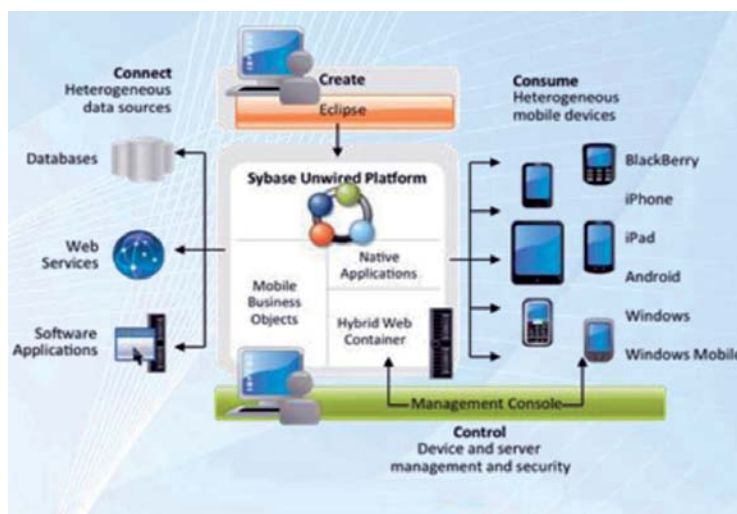 Connect
Heterogeneous
data sources
Databases
Web
Services
Software
Applications
Create
Eclipse
Sybase Unwired Platform
Mobile
Business
Objects
Native
Applications
Hybrid Web
Container
Consume
Heterogeneous
mobile devices
BlackBerry
iPhone
iPad
Android
Windows
Windows Mobile
Management Console
Control
Device and server
management and security